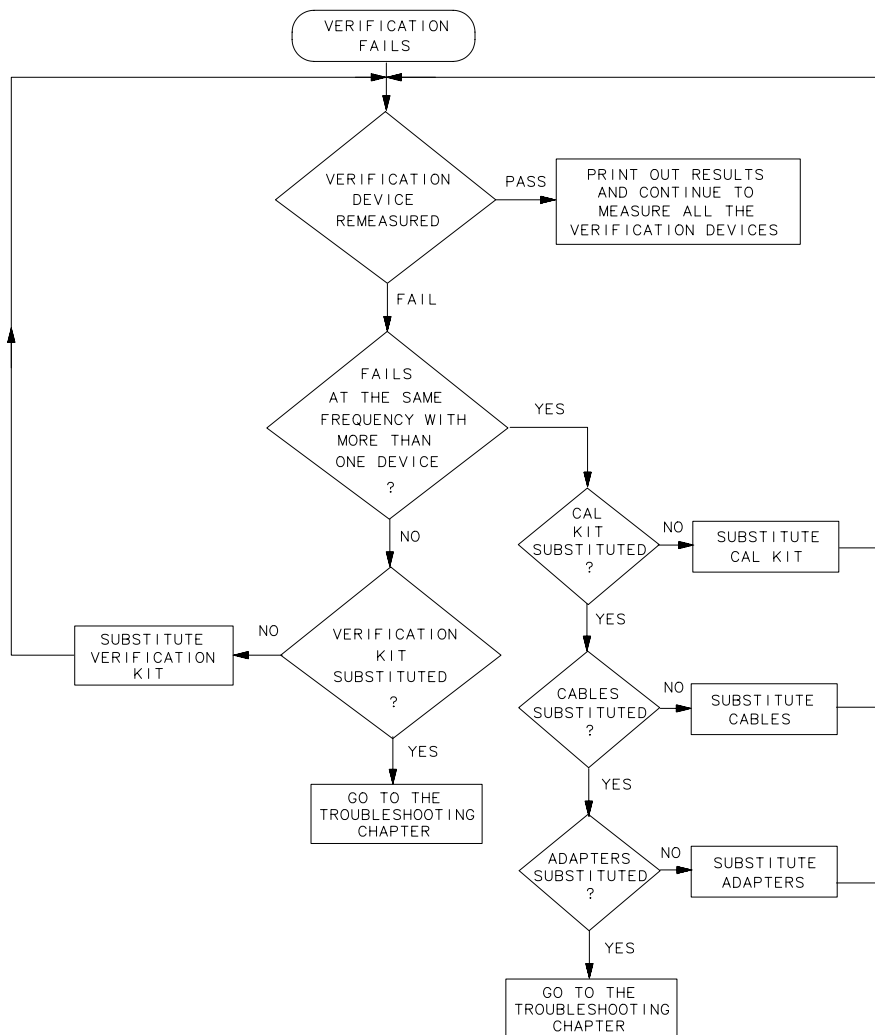 VERIFICATION
FAILS
VERIFICATION
DEVICE
REMEASURED
PASS
PRINT OUT RESULTS
AND CONTINUE TO
MEASURE ALL THE
VERIFICATION DEVICES
FAIL
FAILS
AT THE SAME
FREQUENCY WITH
MORE THAN
ONE DEVICE
?
YES
NO
CAL
KIT
SUBSTITUTED
?
NO
SUBSTITUTE
CAL KIT
YES
VERIFICATION
KIT
SUBSTITUTED
?
NO
SUBSTITUTE
VERIFICATION
KIT
YES
GO TO THE
TROUBLESHOOTING
CHAPTER
CABLES
SUBSTITUTED
?
NO
SUBSTITUTE
CABLES
YES
ADAPTERS
SUBSTITUTED
?
NO
SUBSTITUTE
ADAPTERS
YES
GO TO THE
TROUBLESHOOTING
CHAPTER